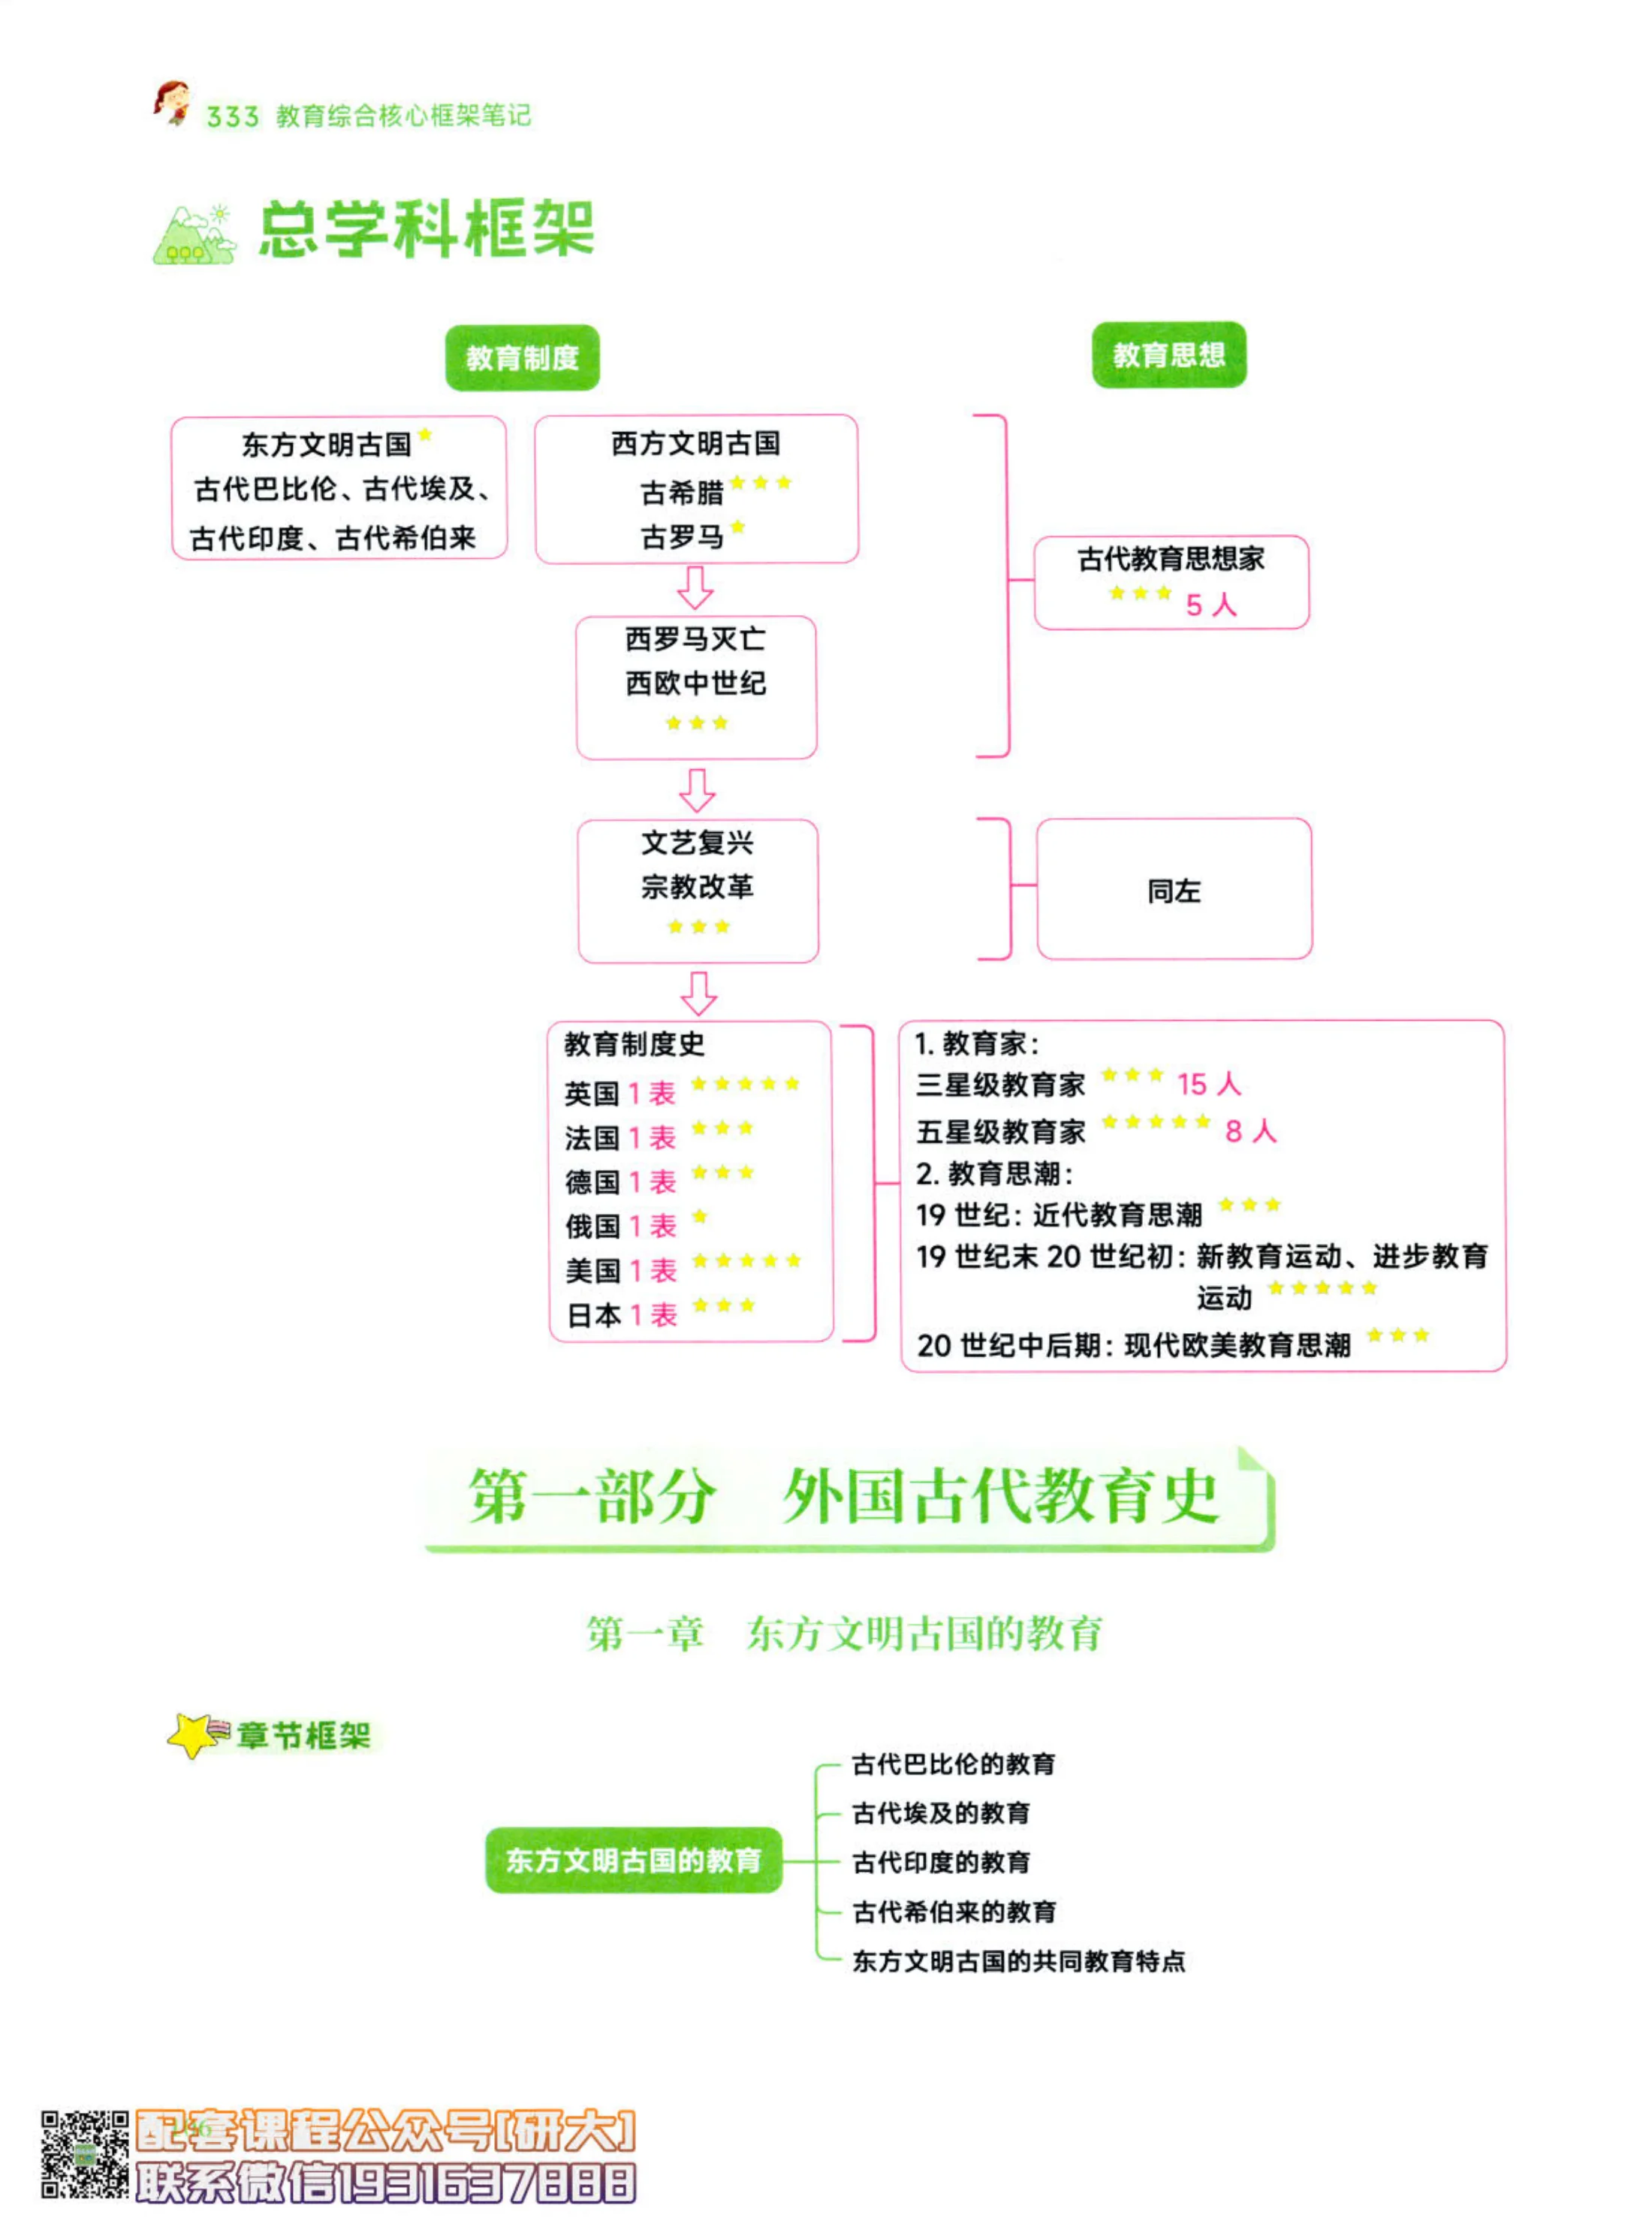 333 教育综合核心框架笔记
总学科框架
教育制度
教育思想
东方文明古国
古代巴比伦、古代埃及、
古代印度、古代希伯来
西方文明古国
古希腊
古罗马
古代教育思想家
5 人
西罗马灭亡
西欧中世纪
文艺复兴
宗教改革
同左
教育制度史
英国 1 表
法国 1 表
德国 1 表
俄国 1 表
美国 1 表
日本 1 表
1. 教育家：
三星级教育家 15 人
五星级教育家 8 人
2. 教育思潮：
19 世纪：近代教育思潮
19 世纪末 20 世纪初：新教育运动、进步教育
运动
20 世纪中后期：现代欧美教育思潮
第一部分 外国古代教育史
第一章 东方文明古国的教育
章节框架
东方文明古国的教育
古代巴比伦的教育
古代埃及的教育
古代印度的教育
古代希伯来的教育
东方文明古国的共同教育特点
配套课程公众号[研大]
联系微信1931637888